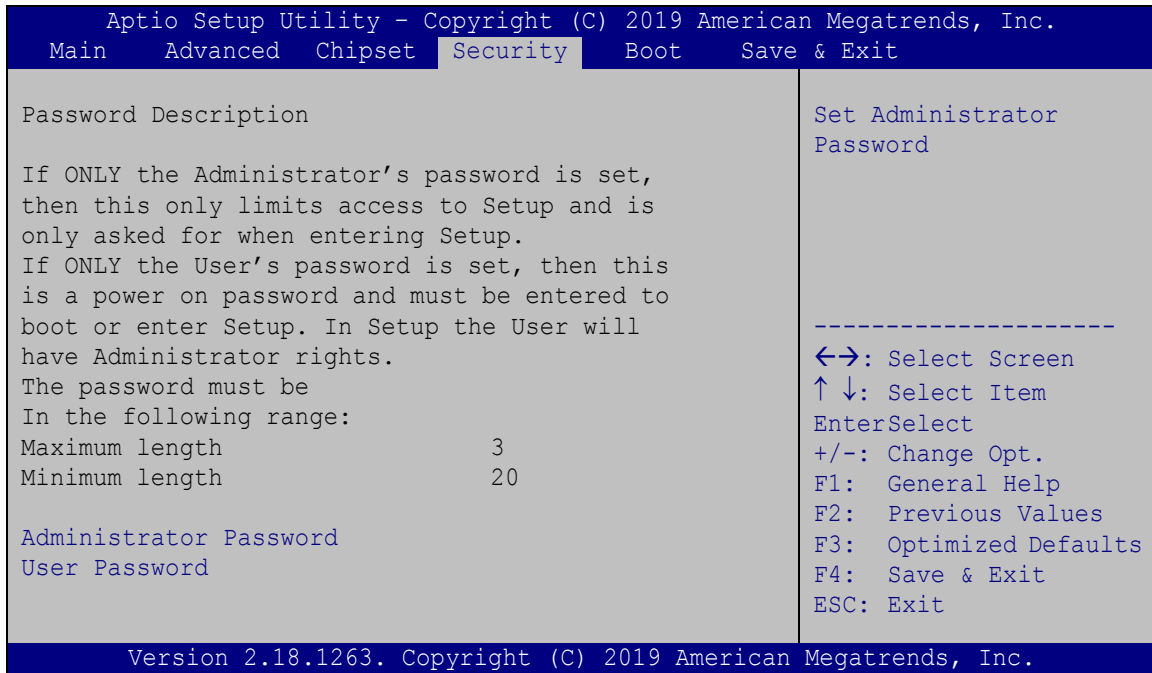 Aptio Setup Utility – Copyright (C) 2019 American Megatrends, Inc.
Main Advanced Chipset Security Boot Save & Exit
Password Description
If ONLY the Administrator’s password is set,
then this only limits access to Setup and is
only asked for when entering Setup.
If ONLY the User’s password is set, then this
is a power on password and must be entered to
boot or enter Setup. In Setup the User will
have Administrator rights.
The password must be
In the following range:
Maximum length 3
Minimum length 20
Administrator Password
User Password
Set Administrator
Password
---------------------
←→: Select Screen
↑ ↓: Select Item
EnterSelect
+/-: Change Opt.
F1: General Help
F2: Previous Values
F3: Optimized Defaults
F4: Save & Exit
ESC: Exit
Version 2.18.1263. Copyright (C) 2019 American Megatrends, Inc.